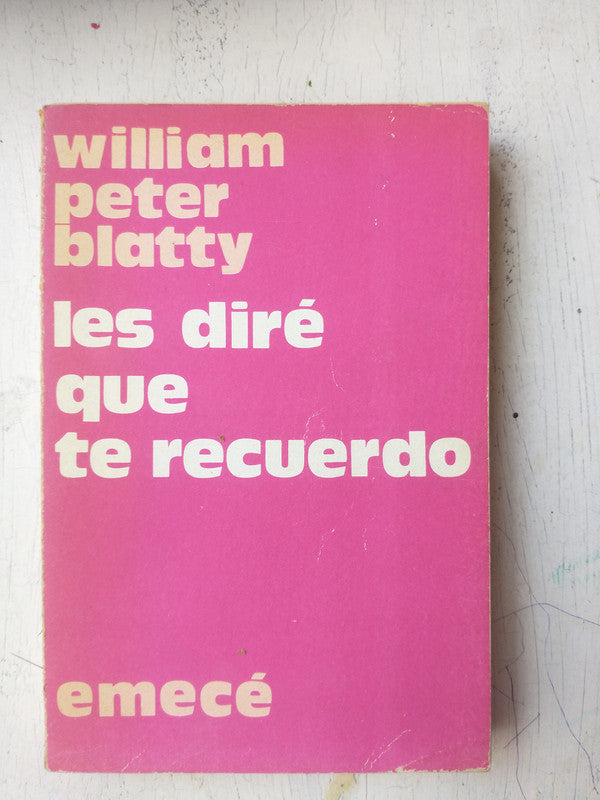 william
peter
blatty
les diré
que
te recuerdo
emecé